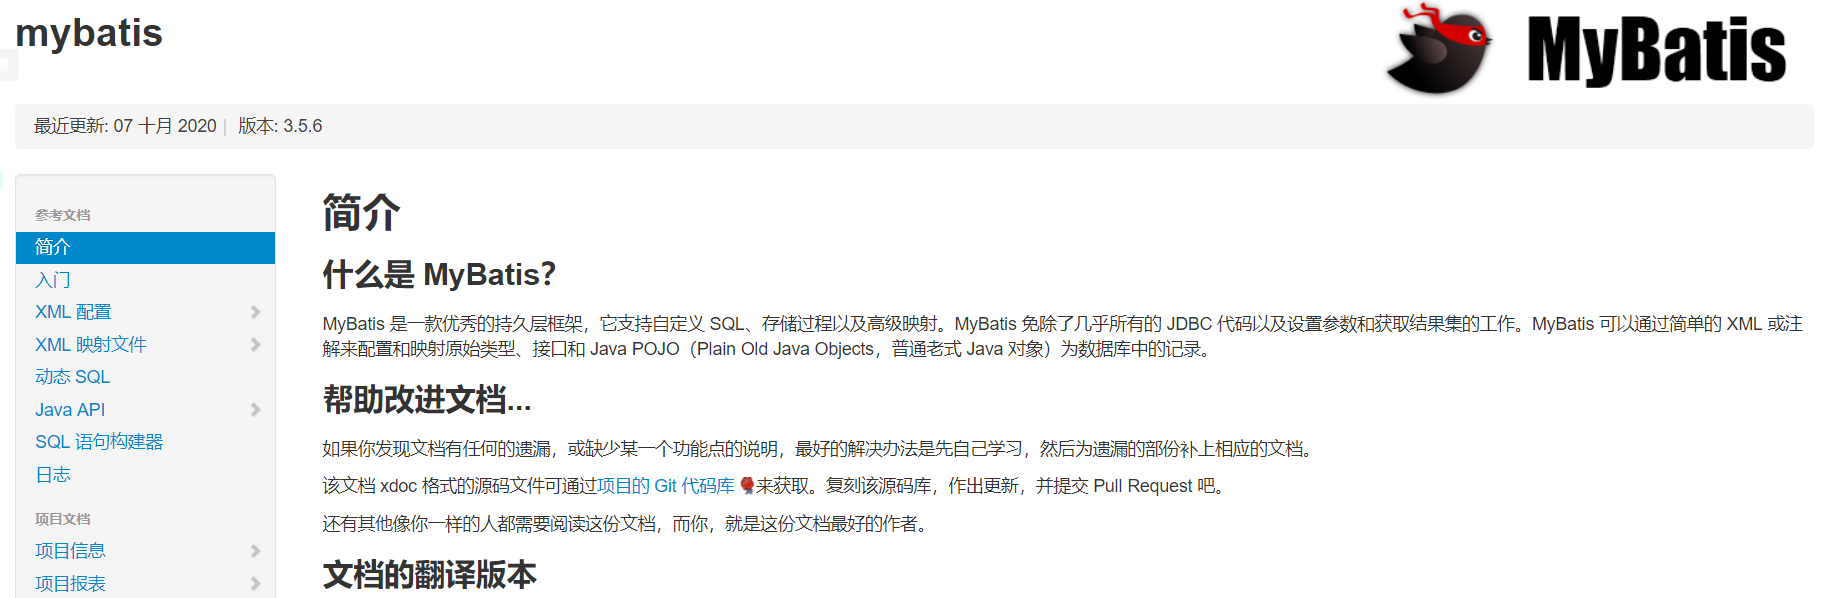 mybatis
MyBatis
最近更新: 07 十月 2020 | 版本: 3.5.6
参考文档
简介
入门
XML 配置
XML 映射文件
动态 SQL
Java API
SQL 语句构建器
日志
项目文档
项目信息
项目报表
简介
什么是 MyBatis？
MyBatis 是一款优秀的持久层框架，它支持自定义 SQL、存储过程以及高级映射。MyBatis 免除了几乎所有的 JDBC 代码以及设置参数和获取结果集的工作。MyBatis 可以通过简单的 XML 或注
解来配置和映射原始类型、接口和 Java POJO（Plain Old Java Objects，普通老式 Java 对象）为数据库中的记录。
帮助改进文档...
如果你发现文档有任何的遗漏，或缺少某一个功能点的说明，最好的解决办法是先自己学习，然后为遗漏的部份补上相应的文档。
该文档 xdoc 格式的源码文件可通过项目的 Git 代码库来获取。复刻该源码库，作出更新，并提交 Pull Request 吧。
还有其他像你一样的人都需要阅读这份文档，而你，就是这份文档最好的作者。
文档的翻译版本